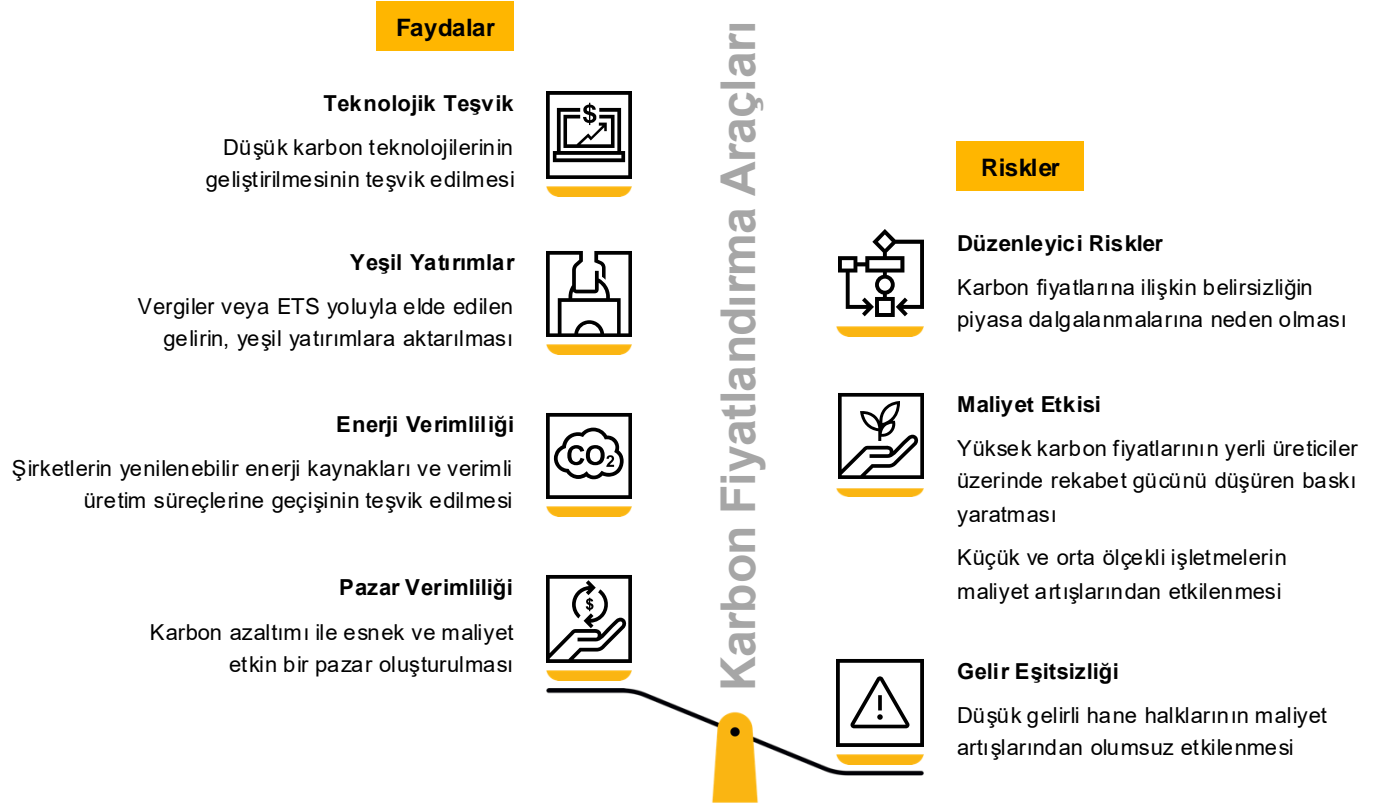 Faydalar
Teknolojik Teşvik
Düşük karbon teknolojilerinin
geliştirilmesinin teşvik edilmesi
$
Yeşil Yatırımlar
Vergiler veya ETS yoluyla elde edilen
gelirin, yeşil yatırımlara aktarılması
Enerji Verimliliği
Şirketlerin yenilenebilir enerji kaynakları ve verimli
üretim süreçlerine geçişinin teşvik edilmesi
CO₂
Pazar Verimliliği
Karbon azaltımı ile esnek ve maliyet
etkin bir pazar oluşturulması
$
Karbon Fiyatlandırma Araçları
Riskler
Düzenleyici Riskler
Karbon fiyatlarına ilişkin belirsizliğin
piyasa dalgalanmalarına neden olması
Maliyet Etkisi
Yüksek karbon fiyatlarının yerli üreticiler
üzerinde rekabet gücünü düşüren baskı
yaratması
Küçük ve orta ölçekli işletmelerin
maliyet artışlarından etkilenmesi
Gelir Eşitsizliği
Düşük gelirli hane halklarının maliyet
artışlarından olumsuz etkilenmesi
!